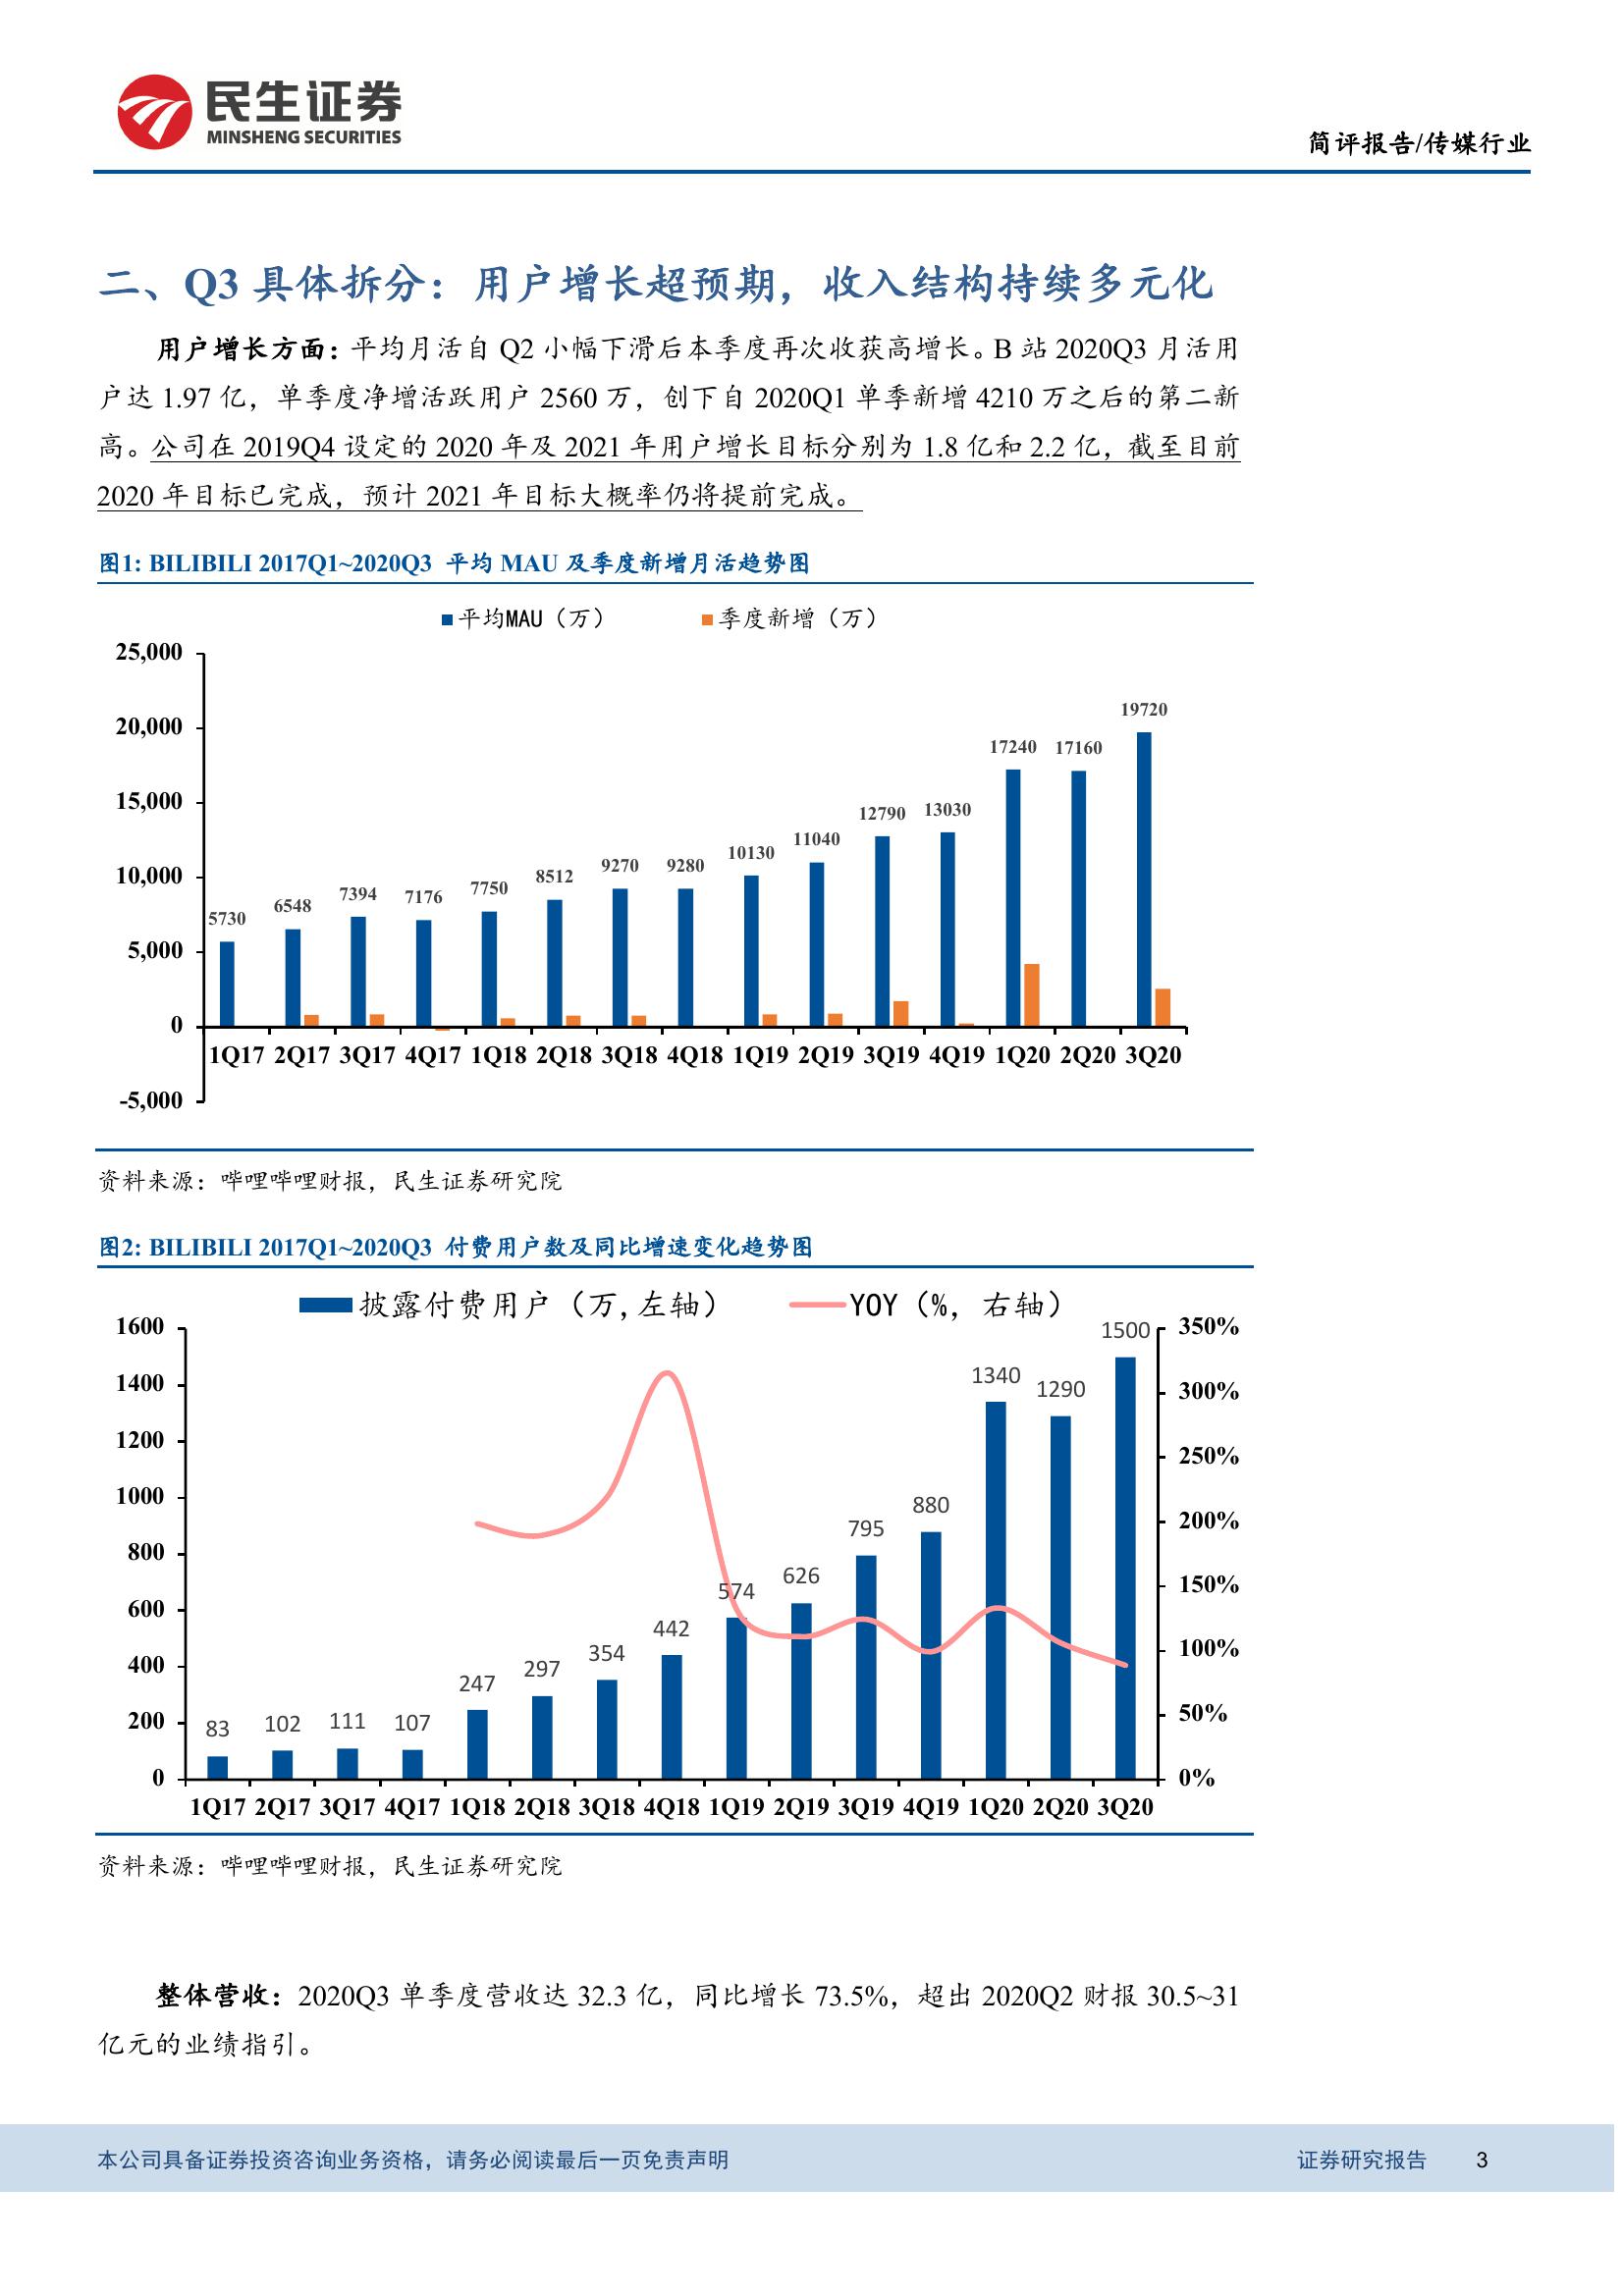 民生证券
MINSHENG SECURITIES
简评报告/传媒行业
二、Q3 具体拆分：用户增长超预期，收入结构持续多元化
用户增长方面：平均月活自 Q2 小幅下滑后本季度再次收获高增长。B 站 2020Q3 月活用
户达 1.97 亿，单季度净增活跃用户 2560 万，创下自 2020Q1 单季新增 4210 万之后的第二新
高。公司在 2019Q4 设定的 2020 年及 2021 年用户增长目标分别为 1.8 亿和 2.2 亿，截至目前
2020 年目标已完成，预计 2021 年目标大概率仍将提前完成。
图1: BILIBILI 2017Q1~2020Q3 平均 MAU 及季度新增月活趋势图
平均MAU（万） 季度新增（万）
25,000
20,000
15,000
10,000
5,000
0
-5,000
5730 6548 7394 7176 7750 8512 9270 9280 10130 11040 12790 13030 17240 17160 19720
1Q17 2Q17 3Q17 4Q17 1Q18 2Q18 3Q18 4Q18 1Q19 2Q19 3Q19 4Q19 1Q20 2Q20 3Q20
资料来源：哔哩哔哩财报，民生证券研究院
图2: BILIBILI 2017Q1~2020Q3 付费用户数及同比增速变化趋势图
披露付费用户（万,左轴） YOY（%，右轴）
1600
1400
1200
1000
800
600
400
200
0
83 102 111 107 247 297 354 442 574 626 795 880 1340 1290 1500
350%
300%
250%
200%
150%
100%
50%
0%
1Q17 2Q17 3Q17 4Q17 1Q18 2Q18 3Q18 4Q18 1Q19 2Q19 3Q19 4Q19 1Q20 2Q20 3Q20
资料来源：哔哩哔哩财报，民生证券研究院
整体营收：2020Q3 单季度营收达 32.3 亿，同比增长 73.5%，超出 2020Q2 财报 30.5~31
亿元的业绩指引。
本公司具备证券投资咨询业务资格，请务必阅读最后一页免责声明 证券研究报告 3